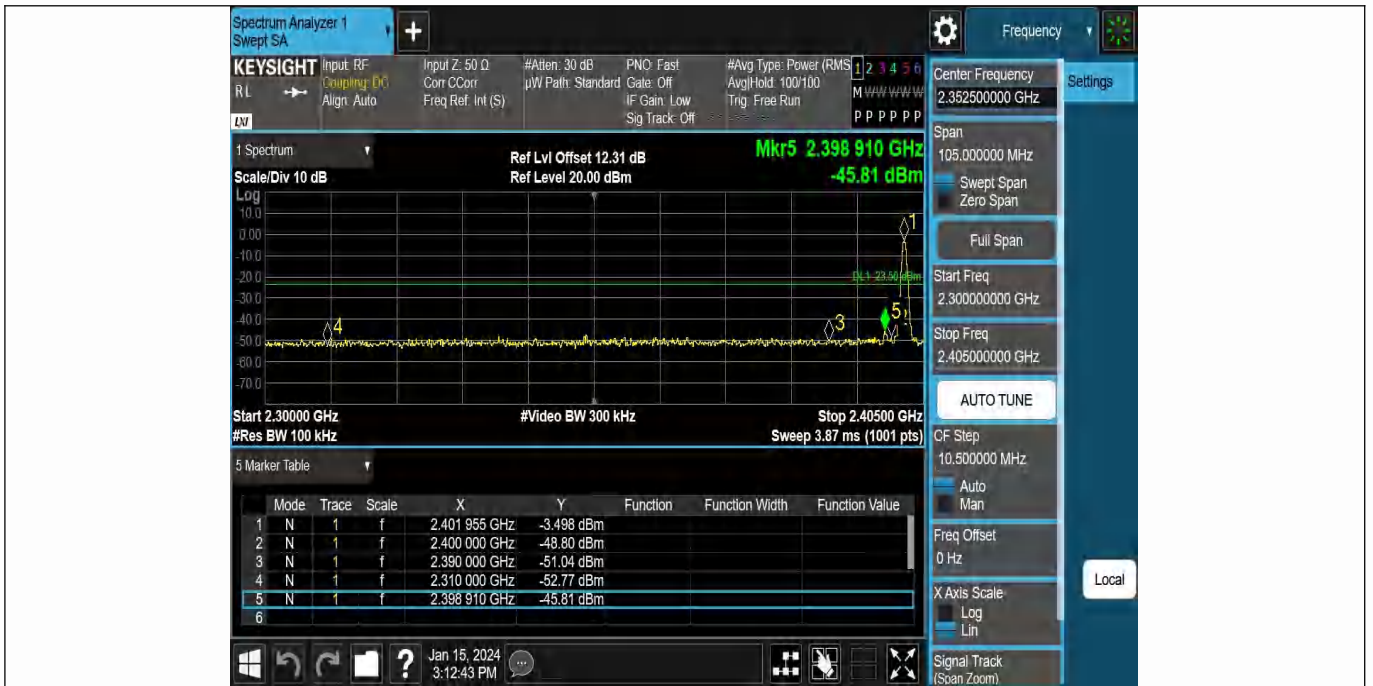 Spectrum Analyzer 1
Swept SA
+
Frequency
KEYSIGHT
Input: RF
Coupling: DC
Align: Auto
Input Z: 50 Ω
Corr CCorr
Freq Ref: Int (S)
#Atten: 30 dB
µW Path: Standard
PNO: Fast
Gate: Off
IF Gain: Low
Sig Track: Off
#Avg Type: Power (RMS
Avg|Hold: 100/100
Trig: Free Run
1 2 3 4 5 6
M W W W W W
P P P P P P
R L
LXI
1 Spectrum
Scale/Div 10 dB
Ref Lvl Offset 12.31 dB
Ref Level 20.00 dBm
Mkr5 2.398 910 GHz
-45.81 dBm
Log
10.0
0.00
-10.0
-20.0
-30.0
-40.0
-50.0
-60.0
-70.0
1
DL1 -23.50 dBm
4
3
5
Start 2.30000 GHz
#Video BW 300 kHz
Stop 2.40500 GHz
#Res BW 100 kHz
Sweep 3.87 ms (1001 pts)
5 Marker Table
Mode Trace Scale X Y Function Function Width Function Value
1 N 1 f 2.401 955 GHz -3.498 dBm
2 N 1 f 2.400 000 GHz -48.80 dBm
3 N 1 f 2.390 000 GHz -51.04 dBm
4 N 1 f 2.310 000 GHz -52.77 dBm
5 N 1 f 2.398 910 GHz -45.81 dBm
6
?
Jan 15, 2024
3:12:43 PM
Center Frequency
2.352500000 GHz
Settings
Span
105.000000 MHz
Swept Span
Zero Span
Full Span
Start Freq
2.300000000 GHz
Stop Freq
2.405000000 GHz
AUTO TUNE
CF Step
10.500000 MHz
Auto
Man
Freq Offset
0 Hz
X Axis Scale
Log
Lin
Local
Signal Track
(Span Zoom)